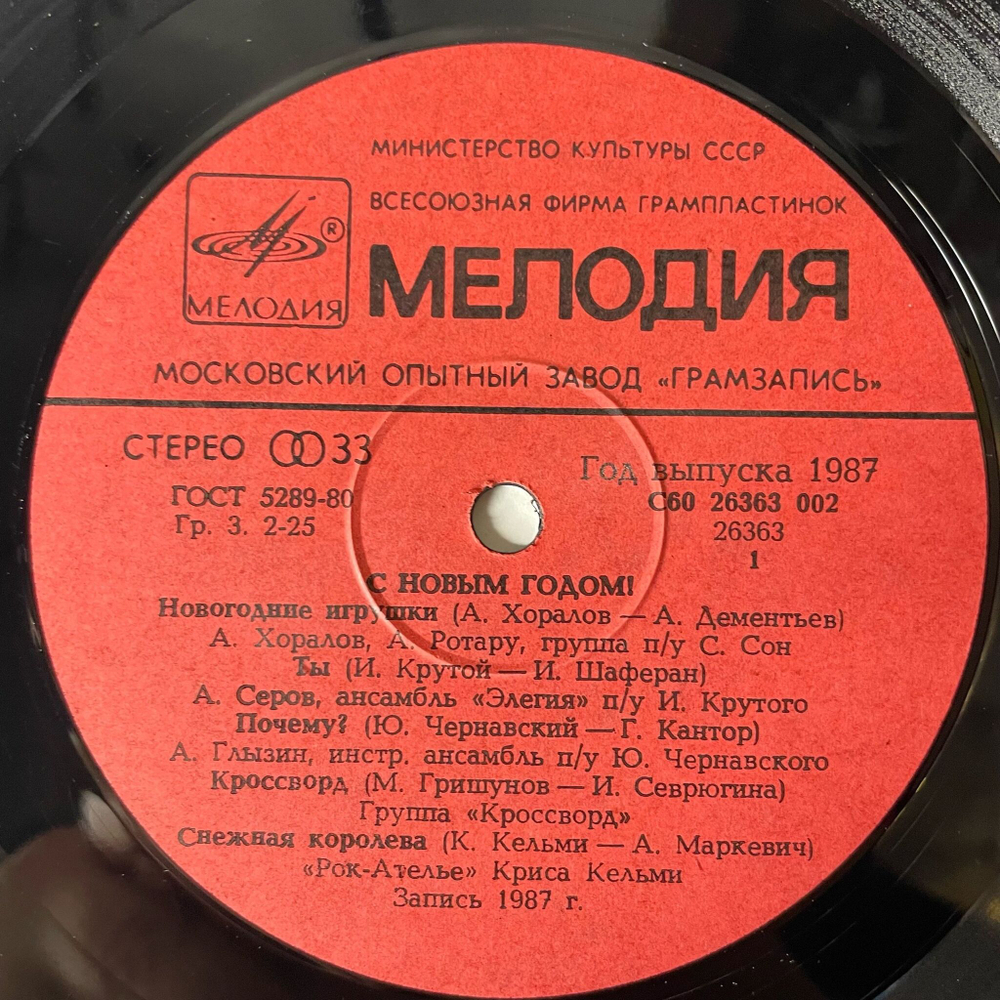 МИНИСТЕРСТВО КУЛЬТУРЫ СССР
ВСЕСОЮЗНАЯ ФИРМА ГРАМПЛАСТИНОК
®
МЕЛОДИЯ
МЕЛОДИЯ
МОСКОВСКИЙ ОПЫТНЫЙ ЗАВОД «ГРАМЗАПИСЬ»
СТЕРЕО 33
Год выпуска 1987
ГОСТ 5289-80
С60 26363 002
Гр. 3. 2-25
26363
1
С НОВЫМ ГОДОМ!
Новогодние игрушки (А. Хоралов — А. Дементьев)
А. Хоралов, А. Ротару, группа п/у С. Сон
Ты (И. Крутой — И. Шаферан)
А. Серов, ансамбль «Элегия» п/у И. Крутого
Почему? (Ю. Чернавский — Г. Кантор)
А. Глызин, инстр. ансамбль п/у Ю. Чернавского
Кроссворд (М. Гришунов — И. Севрюгина)
Группа «Кроссворд»
Снежная королева (К. Кельми — А. Маркевич)
«Рок-Ателье» Криса Кельми
Запись 1987 г.